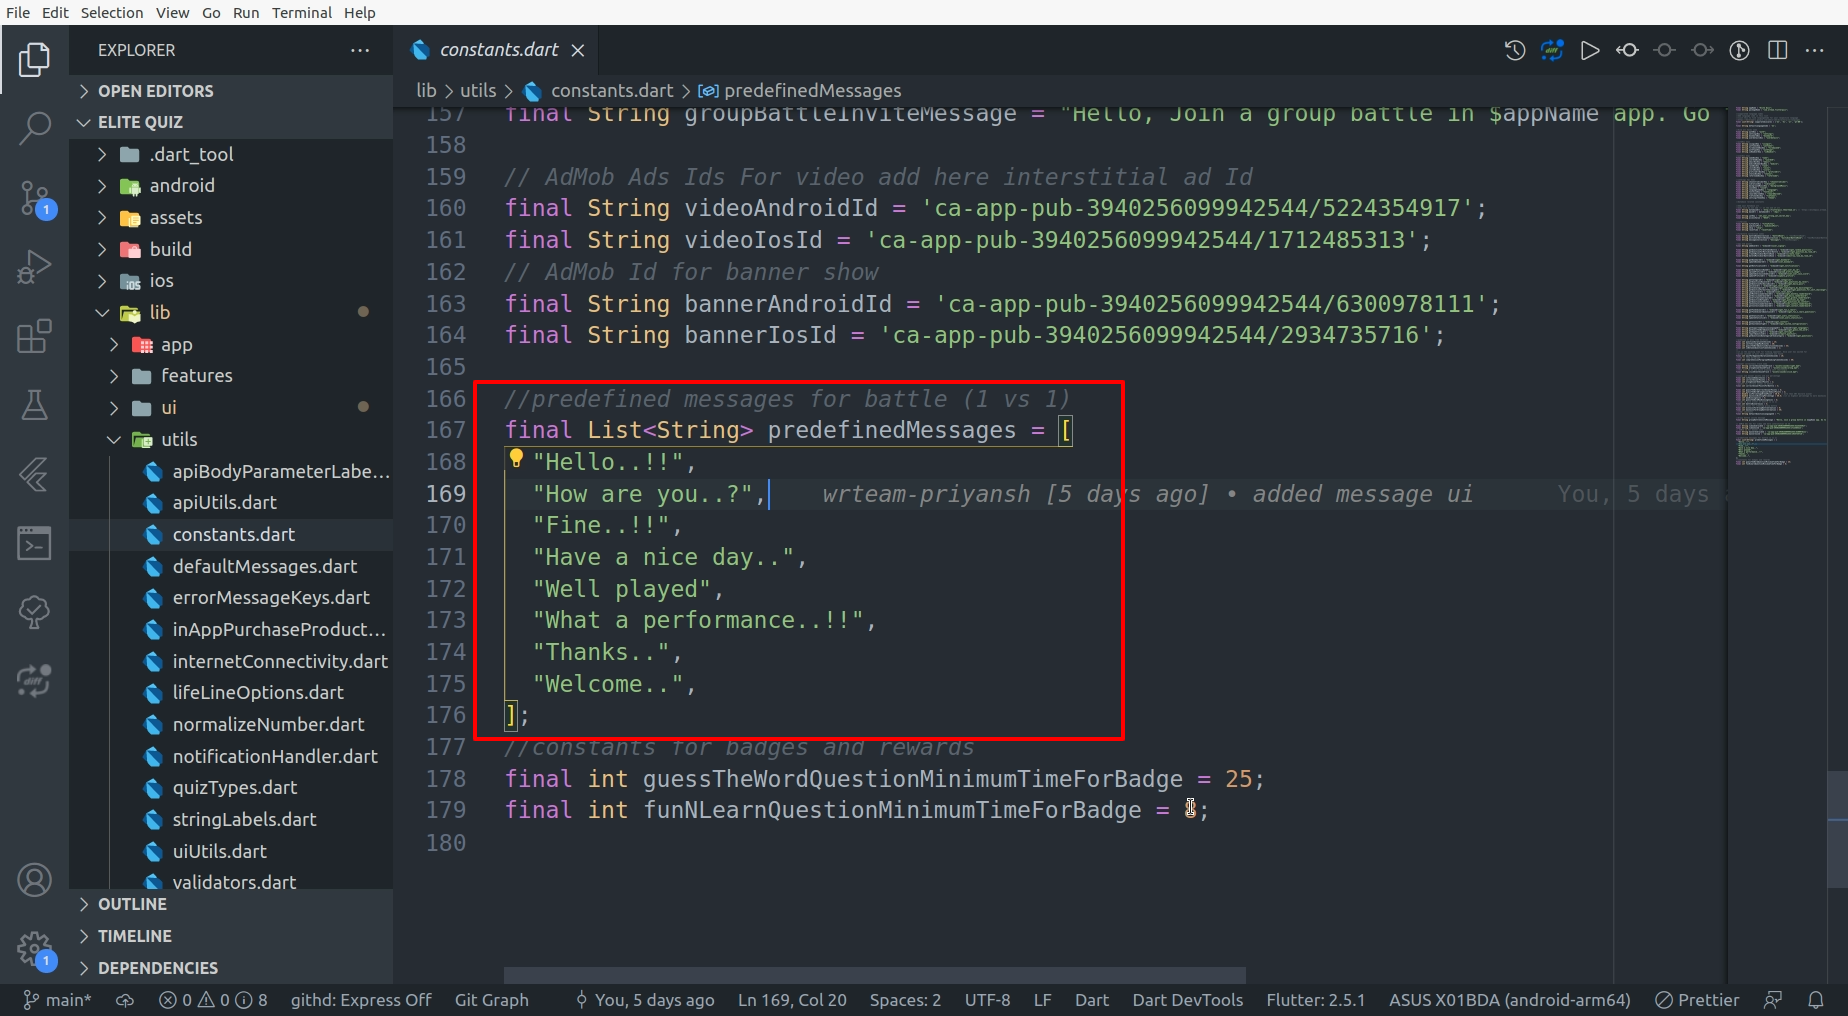 File Edit Selection View Go Run Terminal Help
EXPLORER
OPEN EDITORS
ELITE QUIZ
.dart_tool
android
assets
build
ios
lib
app
features
ui
utils
apiBodyParameterLabe...
apiUtils.dart
constants.dart
defaultMessages.dart
errorMessageKeys.dart
inAppPurchaseProduct...
internetConnectivity.dart
lifeLineOptions.dart
normalizeNumber.dart
notificationHandler.dart
quizTypes.dart
stringLabels.dart
uiUtils.dart
validators.dart
OUTLINE
TIMELINE
DEPENDENCIES
1
1
constants.dart
lib > utils > constants.dart > predefinedMessages
157 final String groupBattleInviteMessage = "Hello, Join a group battle in $appName app. Go
158
159 // AdMob Ads Ids For video add here interstitial ad Id
160 final String videoAndroidId = 'ca-app-pub-3940256099942544/5224354917';
161 final String videoIosId = 'ca-app-pub-3940256099942544/1712485313';
162 // AdMob Id for banner show
163 final String bannerAndroidId = 'ca-app-pub-3940256099942544/6300978111';
164 final String bannerIosId = 'ca-app-pub-3940256099942544/2934735716';
165
166 //predefined messages for battle (1 vs 1)
167 final List<String> predefinedMessages = [
168 "Hello..!!",
169 "How are you..?", wrteam-priyansh [5 days ago] • added message ui You, 5 days
170 "Fine..!!",
171 "Have a nice day..",
172 "Well played",
173 "What a performance..!!",
174 "Thanks..",
175 "Welcome..",
176 ];
177 //constants for badges and rewards
178 final int guessTheWordQuestionMinimumTimeForBadge = 25;
179 final int funNLearnQuestionMinimumTimeForBadge = ;
180
main* 0 0 8 githd: Express Off Git Graph You, 5 days ago Ln 169, Col 20 Spaces: 2 UTF-8 LF Dart Dart DevTools Flutter: 2.5.1 ASUS X01BDA (android-arm64) Prettier